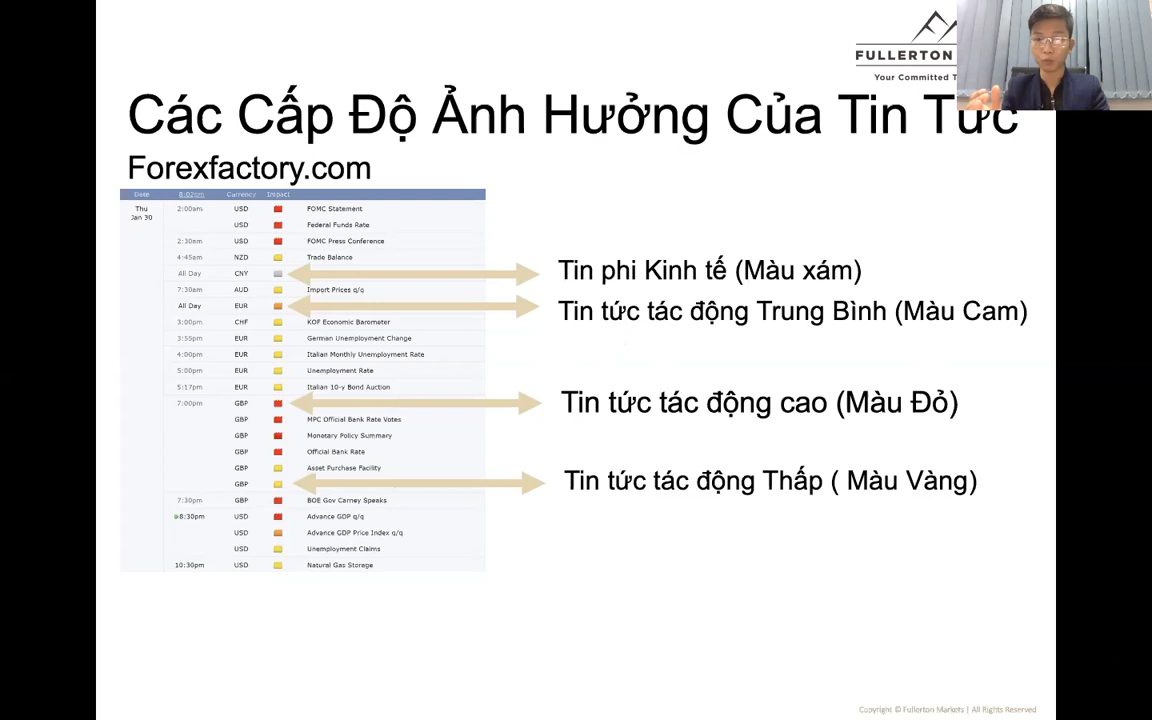 FULLERTON
Your Committed T
Các Cấp Độ Ảnh Hưởng Của Tin Tức
Forexfactory.com
Date 8:02pm Currency Impact
Thu 2:00am USD FOMC Statement
Jan 30
USD Federal Funds Rate
2:30am USD FOMC Press Conference
4:45am NZD Trade Balance
All Day CNY
Tin phi Kinh tế (Màu xám)
7:30am AUD Import Prices q/q
All Day EUR
Tin tức tác động Trung Bình (Màu Cam)
3:00pm CHF KOF Economic Barometer
3:55pm EUR German Unemployment Change
4:00pm EUR Italian Monthly Unemployment Rate
5:00pm EUR Unemployment Rate
5:17pm EUR Italian 10-y Bond Auction
7:00pm GBP
Tin tức tác động cao (Màu Đỏ)
GBP MPC Official Bank Rate Votes
GBP Monetary Policy Summary
GBP Official Bank Rate
GBP Asset Purchase Facility
GBP
Tin tức tác động Thấp ( Màu Vàng)
7:30pm GBP BOE Gov Carney Speaks
8:30pm USD Advance GDP q/q
USD Advance GDP Price Index q/q
USD Unemployment Claims
10:30pm USD Natural Gas Storage
Copyright © Fullerton Markets | All Rights Reserved